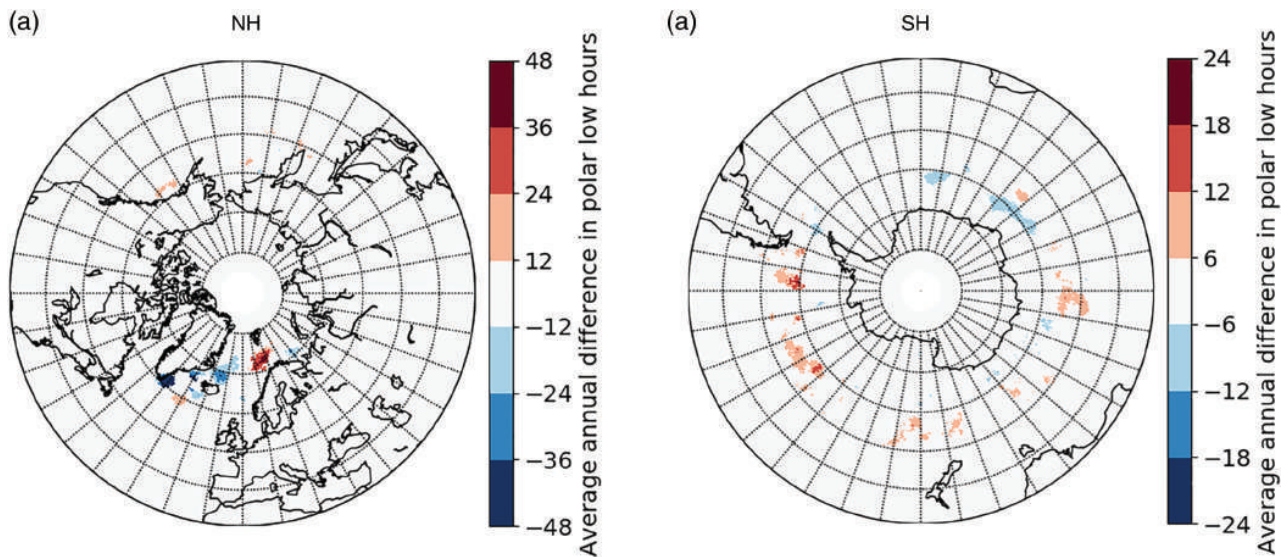 (a)
NH
48
36
24
12
−12
−24
−36
−48
Average annual difference in polar low hours
(a)
SH
24
18
12
6
−6
−12
−18
−24
Average annual difference in polar low hours